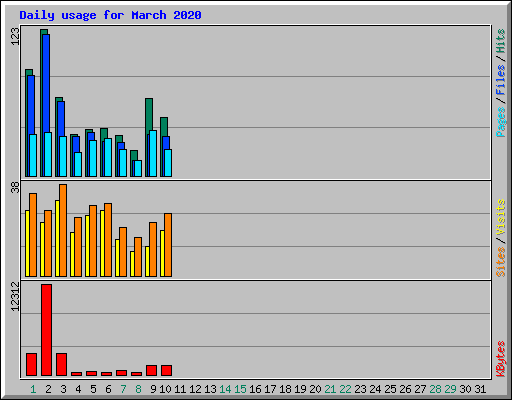 Daily usage for March 2020
123
38
12312
Pages/Files/Hits
Sites/Visits
KBytes
1 2 3 4 5 6 7 8 9 10 11 12 13 14 15 16 17 18 19 20 21 22 23 24 25 26 27 28 29 30 31